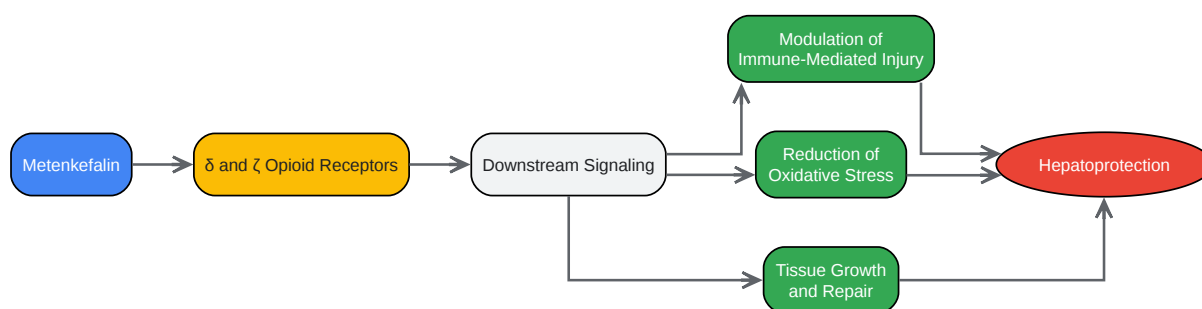 Metenkefalin
δ and ζ Opioid Receptors
Downstream Signaling
Modulation of
Immune-Mediated Injury
Reduction of
Oxidative Stress
Tissue Growth
and Repair
Hepatoprotection